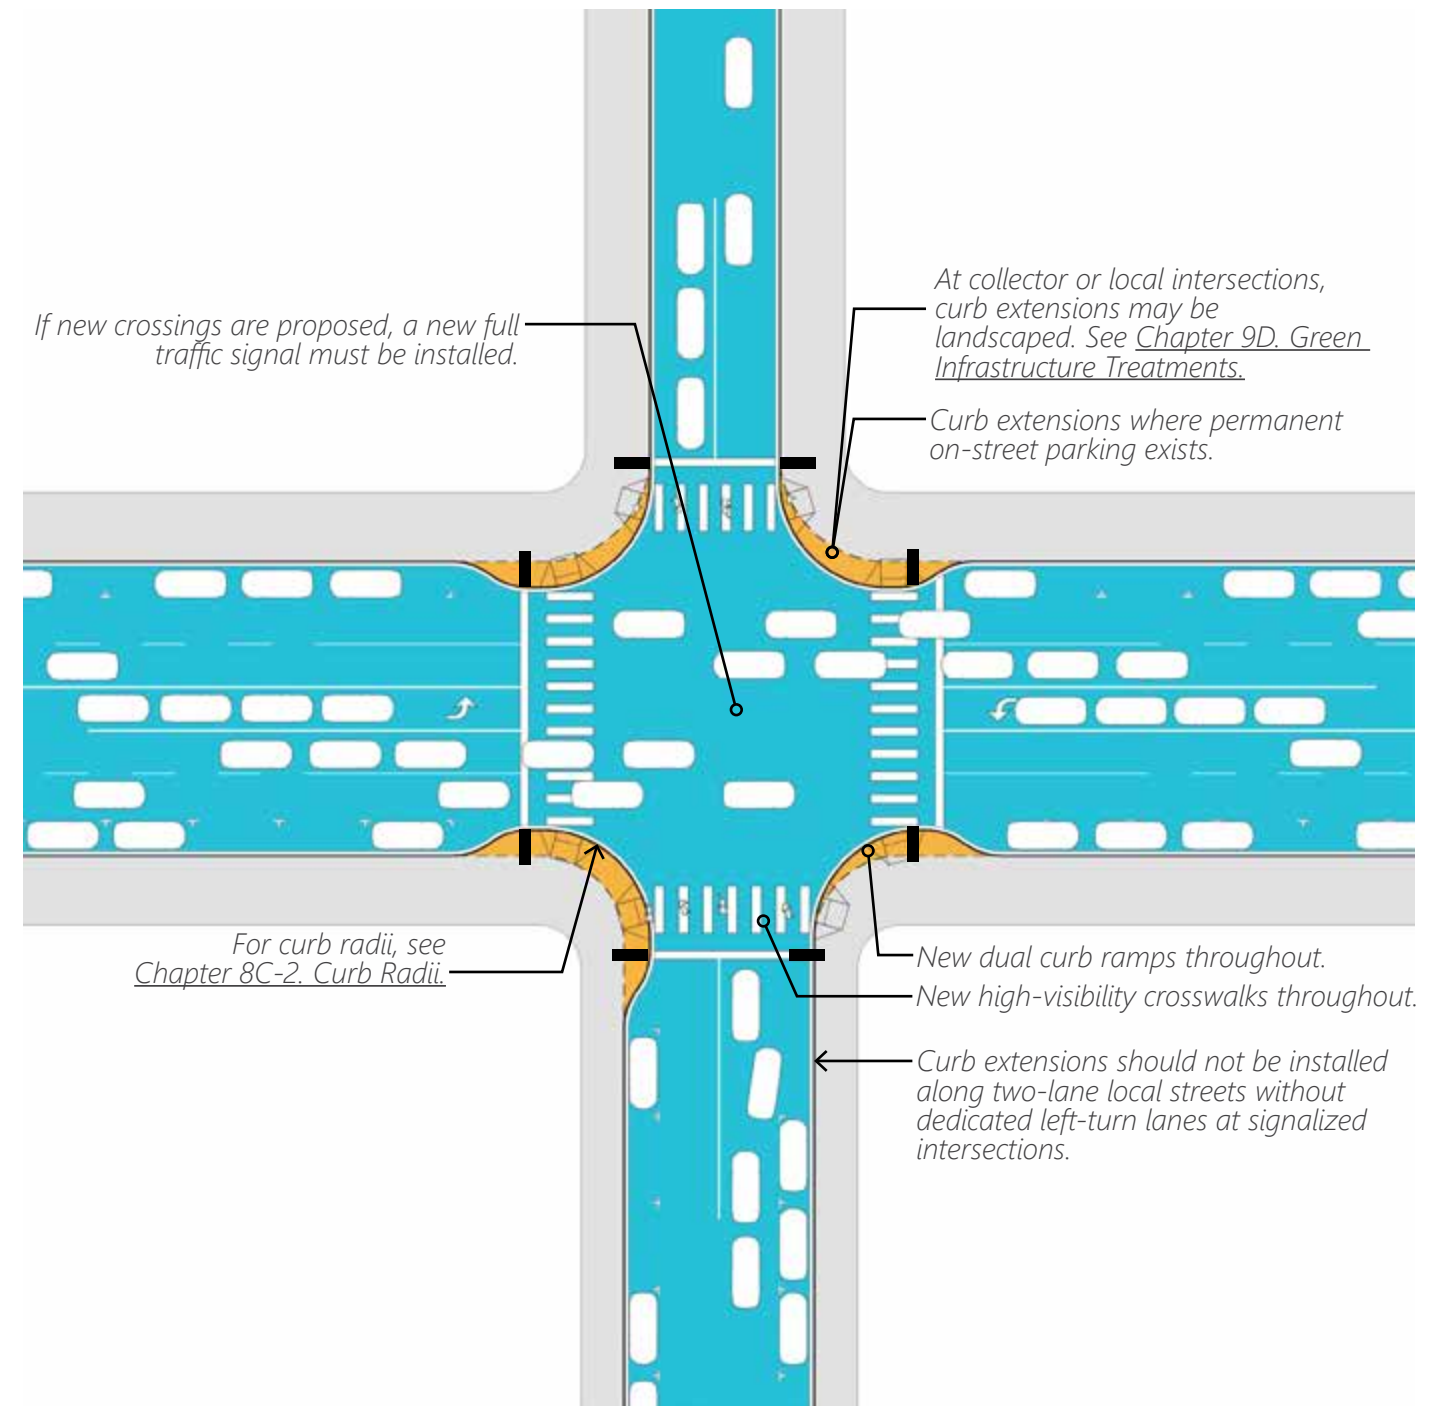 If new crossings are proposed, a new full
traffic signal must be installed.
At collector or local intersections,
curb extensions may be
landscaped. See Chapter 9D. Green
Infrastructure Treatments.
Curb extensions where permanent
on-street parking exists.
For curb radii, see
Chapter 8C-2. Curb Radii.
New dual curb ramps throughout.
New high-visibility crosswalks throughout.
Curb extensions should not be installed
along two-lane local streets without
dedicated left-turn lanes at signalized
intersections.